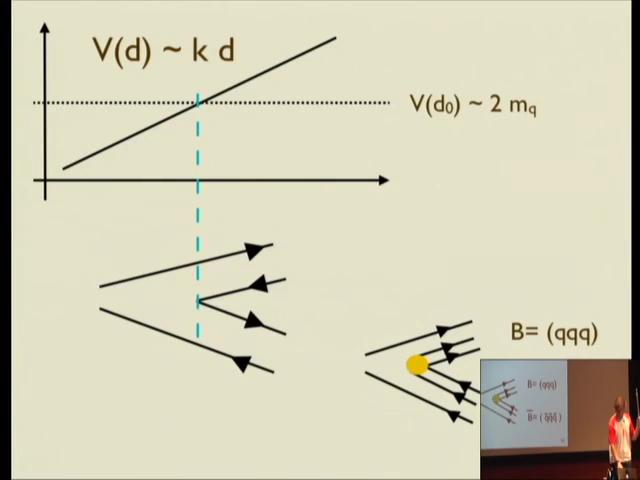 V(d) ~ k d
V(d₀) ~ 2 m_q
B= (qqq)
B= (qqq)
B̅= ( q̅q̅q̅ )